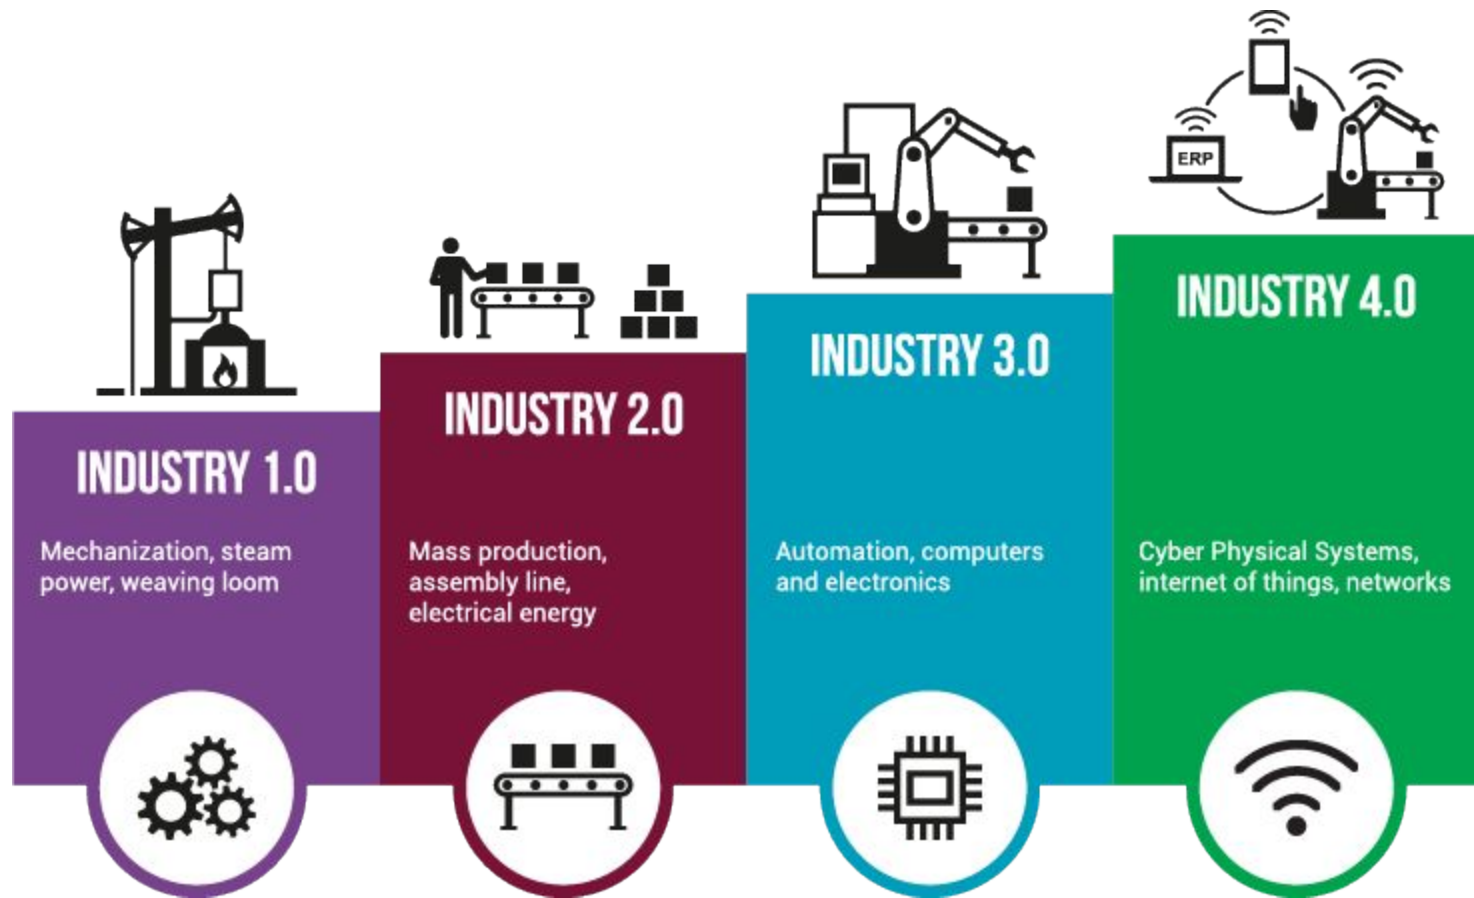 ERP
INDUSTRY 1.0
Mechanization, steam
power, weaving loom
INDUSTRY 2.0
Mass production,
assembly line,
electrical energy
INDUSTRY 3.0
Automation, computers
and electronics
INDUSTRY 4.0
Cyber Physical Systems,
internet of things, networks